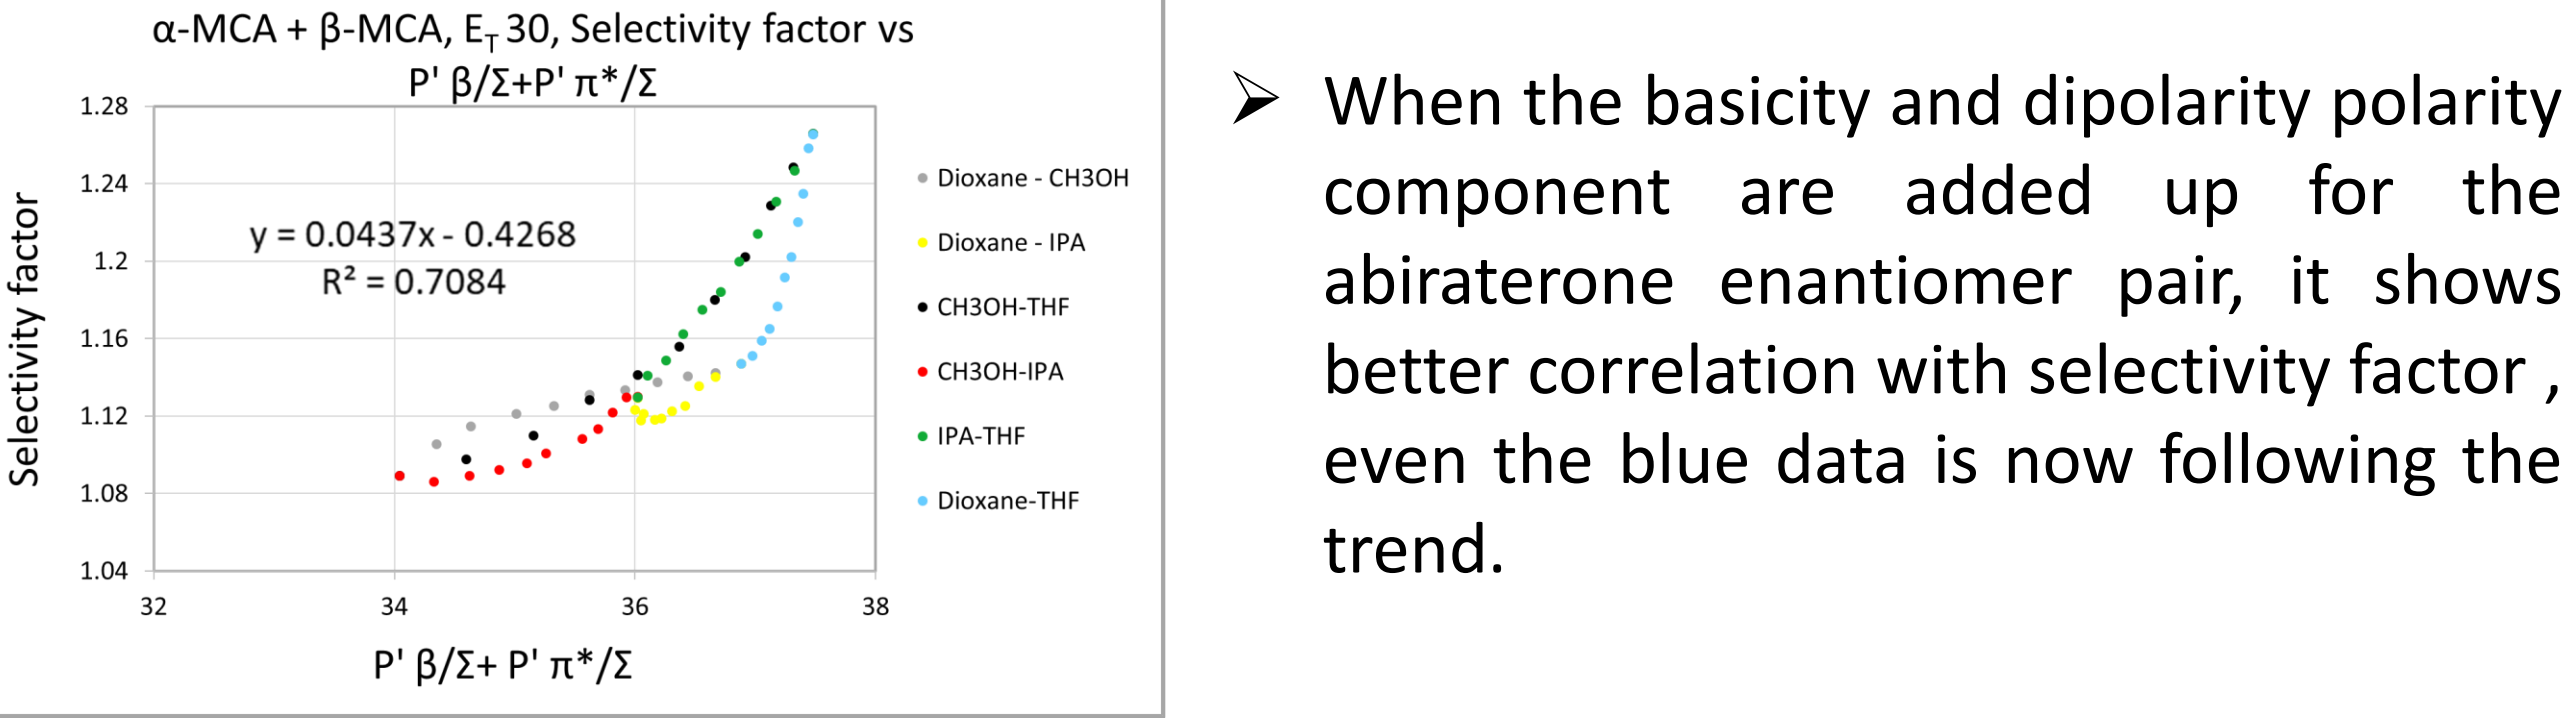 α-MCA + β-MCA, ET 30, Selectivity factor vs
P' β/Σ+P' π*/Σ
1.28
1.24
1.2
1.16
1.12
1.08
1.04
Selectivity factor
y = 0.0437x - 0.4268
R² = 0.7084
32 34 36 38
P' β/Σ+ P' π*/Σ
Dioxane - CH3OH
Dioxane - IPA
CH3OH-THF
CH3OH-IPA
IPA-THF
Dioxane-THF
➢ When the basicity and dipolarity polarity
component are added up for the
abiraterone enantiomer pair, it shows
better correlation with selectivity factor ,
even the blue data is now following the
trend.